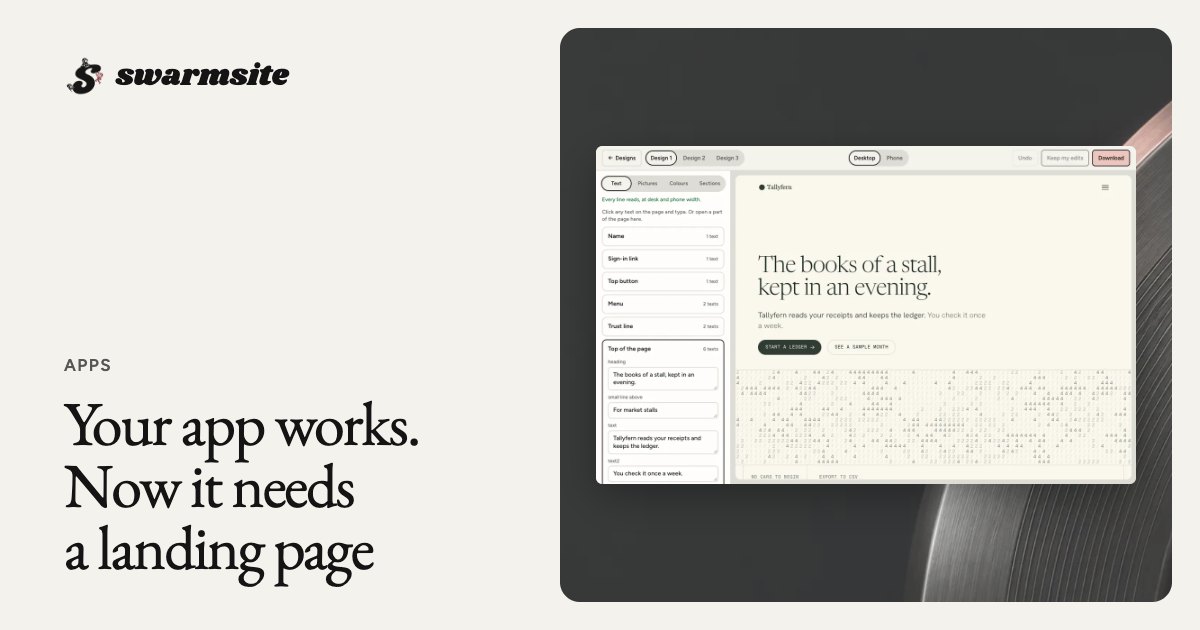 swarmsite
APPS
Your app works.
Now it needs
a landing page
← Designs
Design 1
Design 2
Design 3
Desktop
Phone
Undo
Keep my edits
Download
Text
Pictures
Colours
Sections
Every line reads, at desk and phone width.
Click any text on the page and type. Or open a part
of the page here.
Name
1 text
Sign-in link
1 text
Top button
1 text
Menu
2 texts
Trust line
2 texts
Top of the page
6 texts
heading
The books of a stall, kept in an
evening.
small line above
For market stalls
text
Tallyfern reads your receipts and
keeps the ledger.
text2
You check it once a week.
Tallyfern
The books of a stall,
kept in an evening.
Tallyfern reads your receipts and keeps the ledger. You check it once
a week.
START A LEDGER →
SEE A SAMPLE MONTH
NO CARD TO BEGIN
EXPORT TO CSV